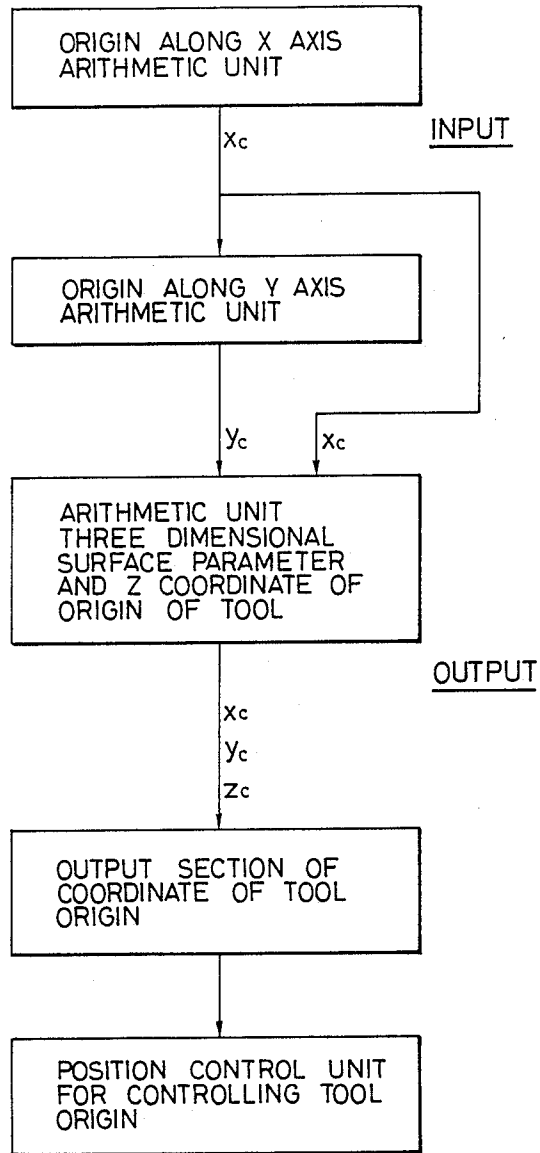 ORIGIN ALONG X AXIS
ARITHMETIC UNIT
INPUT
xc
ORIGIN ALONG Y AXIS
ARITHMETIC UNIT
yc
xc
ARITHMETIC UNIT
THREE DIMENSIONAL
SURFACE PARAMETER
AND Z COORDINATE OF
ORIGIN OF TOOL
OUTPUT
xc
yc
zc
OUTPUT SECTION OF
COORDINATE OF TOOL
ORIGIN
POSITION CONTROL UNIT
FOR CONTROLLING TOOL
ORIGIN